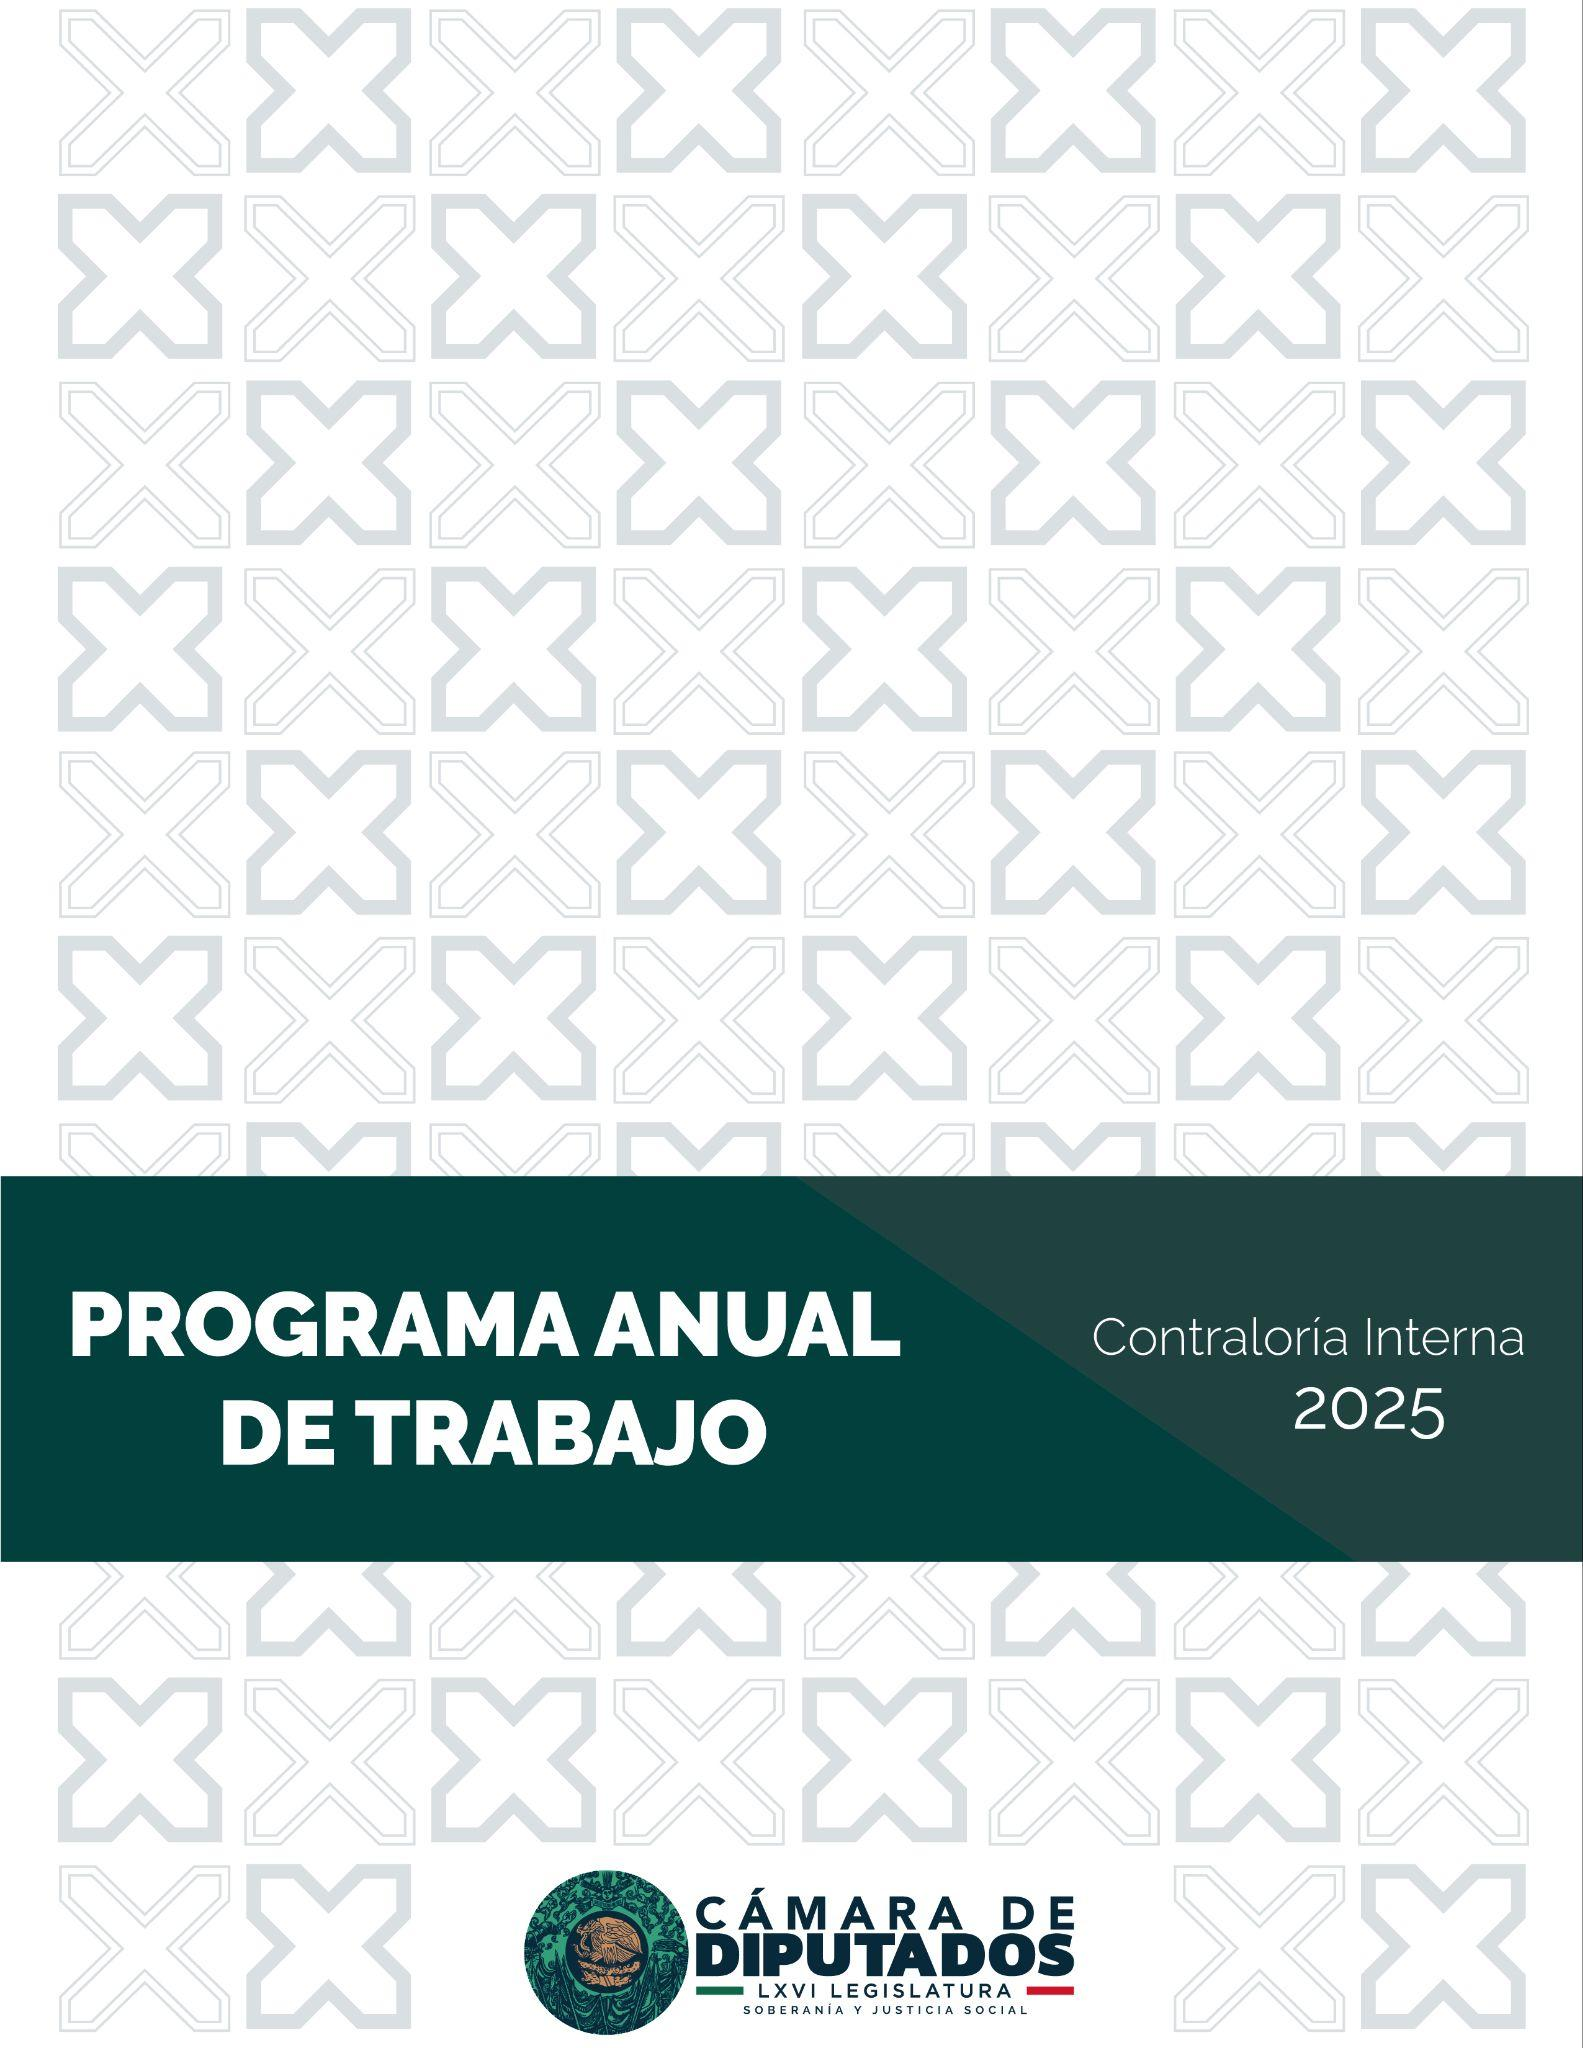 PROGRAMA ANUAL
DE TRABAJO
Contraloría Interna
2025
CÁMARA DE
DIPUTADOS
LXVI LEGISLATURA
SOBERANÍA Y JUSTICIA SOCIAL